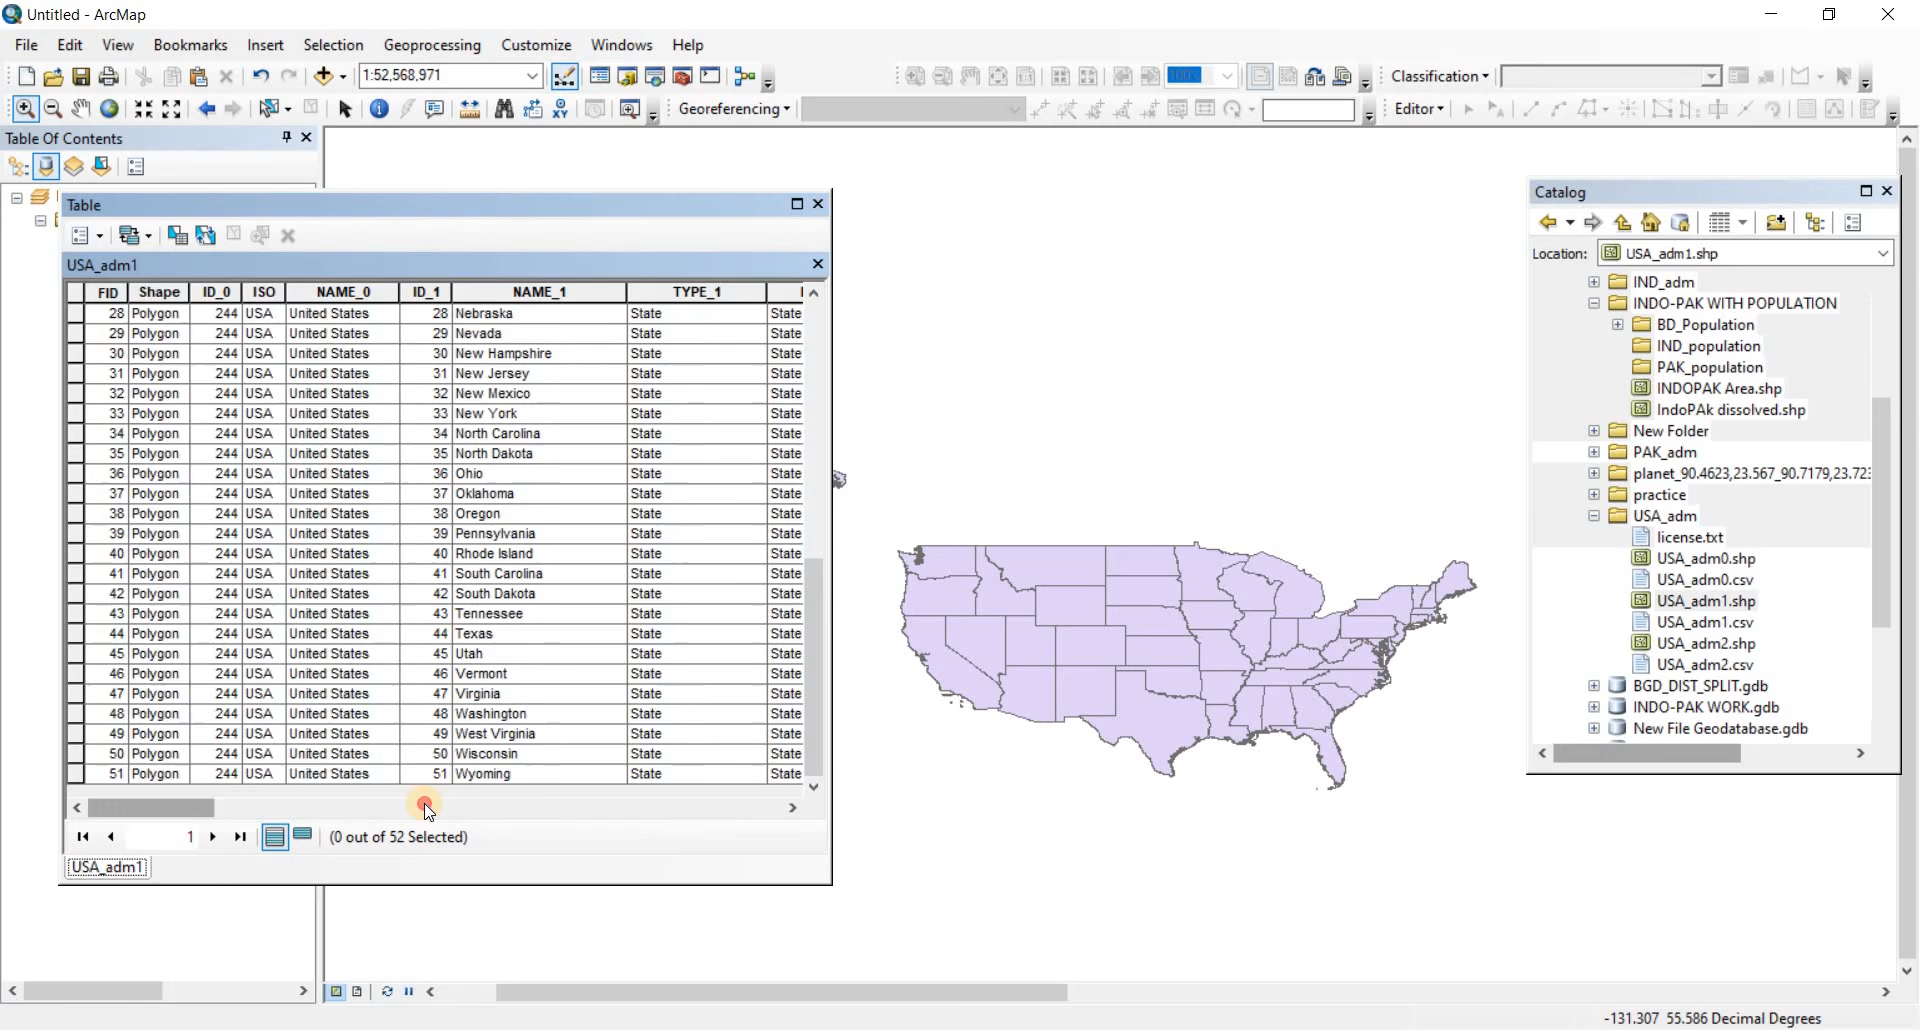 Untitled - ArcMap
File Edit View Bookmarks Insert Selection Geoprocessing Customize Windows Help
1:52,568,971
Classification
Georeferencing
Editor
Table Of Contents
Table
USA_adm1
FID Shape ID_0 ISO NAME_0 ID_1 NAME_1 TYPE_1
28 Polygon 244 USA United States 28 Nebraska State State
29 Polygon 244 USA United States 29 Nevada State State
30 Polygon 244 USA United States 30 New Hampshire State State
31 Polygon 244 USA United States 31 New Jersey State State
32 Polygon 244 USA United States 32 New Mexico State State
33 Polygon 244 USA United States 33 New York State State
34 Polygon 244 USA United States 34 North Carolina State State
35 Polygon 244 USA United States 35 North Dakota State State
36 Polygon 244 USA United States 36 Ohio State State
37 Polygon 244 USA United States 37 Oklahoma State State
38 Polygon 244 USA United States 38 Oregon State State
39 Polygon 244 USA United States 39 Pennsylvania State State
40 Polygon 244 USA United States 40 Rhode Island State State
41 Polygon 244 USA United States 41 South Carolina State State
42 Polygon 244 USA United States 42 South Dakota State State
43 Polygon 244 USA United States 43 Tennessee State State
44 Polygon 244 USA United States 44 Texas State State
45 Polygon 244 USA United States 45 Utah State State
46 Polygon 244 USA United States 46 Vermont State State
47 Polygon 244 USA United States 47 Virginia State State
48 Polygon 244 USA United States 48 Washington State State
49 Polygon 244 USA United States 49 West Virginia State State
50 Polygon 244 USA United States 50 Wisconsin State State
51 Polygon 244 USA United States 51 Wyoming State State
1 (0 out of 52 Selected)
USA_adm1
Catalog
Location: USA_adm1.shp
IND_adm
INDO-PAK WITH POPULATION
BD_Population
IND_population
PAK_population
INDOPAK Area.shp
IndoPAk dissolved.shp
New Folder
PAK_adm
planet_90.4623,23.567_90.7179,23.723
practice
USA_adm
license.txt
USA_adm0.shp
USA_adm0.csv
USA_adm1.shp
USA_adm1.csv
USA_adm2.shp
USA_adm2.csv
BGD_DIST_SPLIT.gdb
INDO-PAK WORK.gdb
New File Geodatabase.gdb
-131.307 55.586 Decimal Degrees